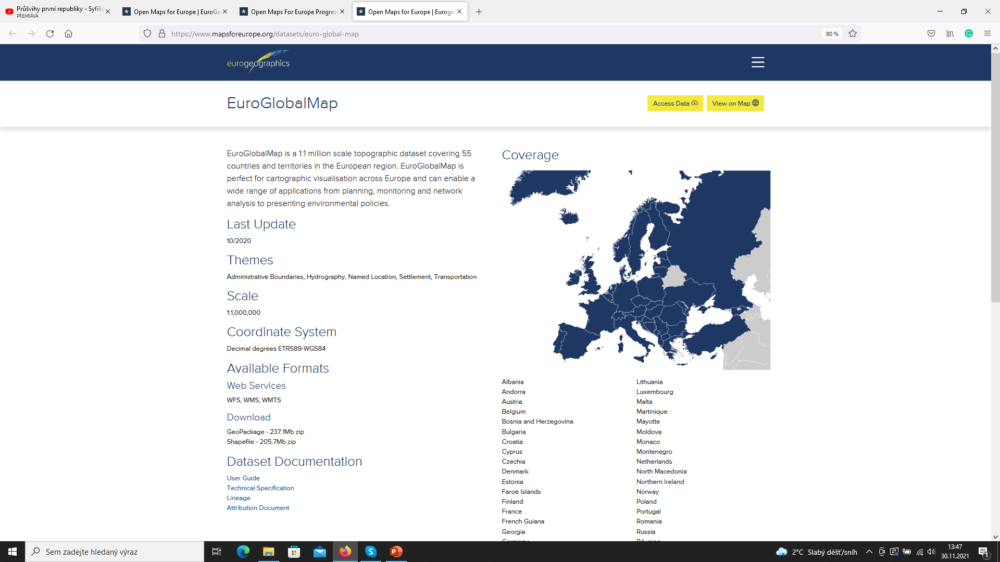 Průšvihy první republiky - Syfilis
PŘEHRÁVÁ
Open Maps for Europe | EuroGe
Open Maps For Europe Progress
Open Maps for Europe | Euroge
https://www.mapsforeurope.org/datasets/euro-global-map
80 %
eurogeographics
EuroGlobalMap
Access Data
View on Map
EuroGlobalMap is a 1:1 million scale topographic dataset covering 55
countries and territories in the European region. EuroGlobalMap is
perfect for cartographic visualisation across Europe and can enable a
wide range of applications from planning, monitoring and network
analysis to presenting environmental policies.
Last Update
10/2020
Themes
Administrative Boundaries, Hydrography, Named Location, Settlement, Transportation
Scale
1:1,000,000
Coordinate System
Decimal degrees ETRS89-WGS84
Available Formats
Web Services
WFS, WMS, WMTS
Download
GeoPackage - 237.1Mb zip
Shapefile - 205.7Mb zip
Dataset Documentation
User Guide
Technical Specification
Lineage
Attribution Document
Coverage
Albania
Andorra
Austria
Belgium
Bosnia and Herzegovina
Bulgaria
Croatia
Cyprus
Czechia
Denmark
Estonia
Faroe Islands
Finland
France
French Guiana
Georgia
Germany
Lithuania
Luxembourg
Malta
Martinique
Mayotte
Moldova
Monaco
Montenegro
Netherlands
North Macedonia
Northern Ireland
Norway
Poland
Portugal
Romania
Russia
Réunion
Sem zadejte hledaný výraz
2°C Slabý déšť/sníh
13:47
30.11.2021
1